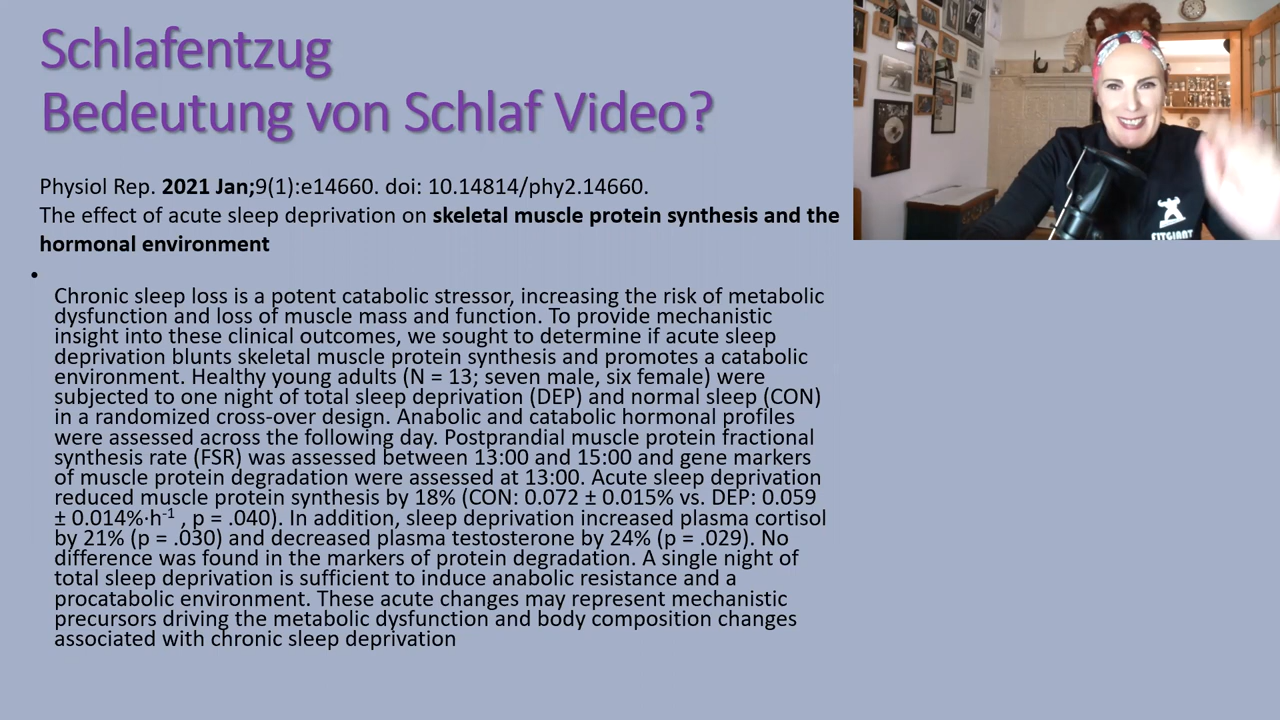 Schlafentzug
Bedeutung von Schlaf Video?
Physiol Rep. 2021 Jan;9(1):e14660. doi: 10.14814/phy2.14660.
The effect of acute sleep deprivation on skeletal muscle protein synthesis and the
hormonal environment
•
Chronic sleep loss is a potent catabolic stressor, increasing the risk of metabolic
dysfunction and loss of muscle mass and function. To provide mechanistic
insight into these clinical outcomes, we sought to determine if acute sleep
deprivation blunts skeletal muscle protein synthesis and promotes a catabolic
environment. Healthy young adults (N = 13; seven male, six female) were
subjected to one night of total sleep deprivation (DEP) and normal sleep (CON)
in a randomized cross-over design. Anabolic and catabolic hormonal profiles
were assessed across the following day. Postprandial muscle protein fractional
synthesis rate (FSR) was assessed between 13:00 and 15:00 and gene markers
of muscle protein degradation were assessed at 13:00. Acute sleep deprivation
reduced muscle protein synthesis by 18% (CON: 0.072 ± 0.015% vs. DEP: 0.059
± 0.014%·h⁻¹ , p = .040). In addition, sleep deprivation increased plasma cortisol
by 21% (p = .030) and decreased plasma testosterone by 24% (p = .029). No
difference was found in the markers of protein degradation. A single night of
total sleep deprivation is sufficient to induce anabolic resistance and a
procatabolic environment. These acute changes may represent mechanistic
precursors driving the metabolic dysfunction and body composition changes
associated with chronic sleep deprivation
FITGIANT